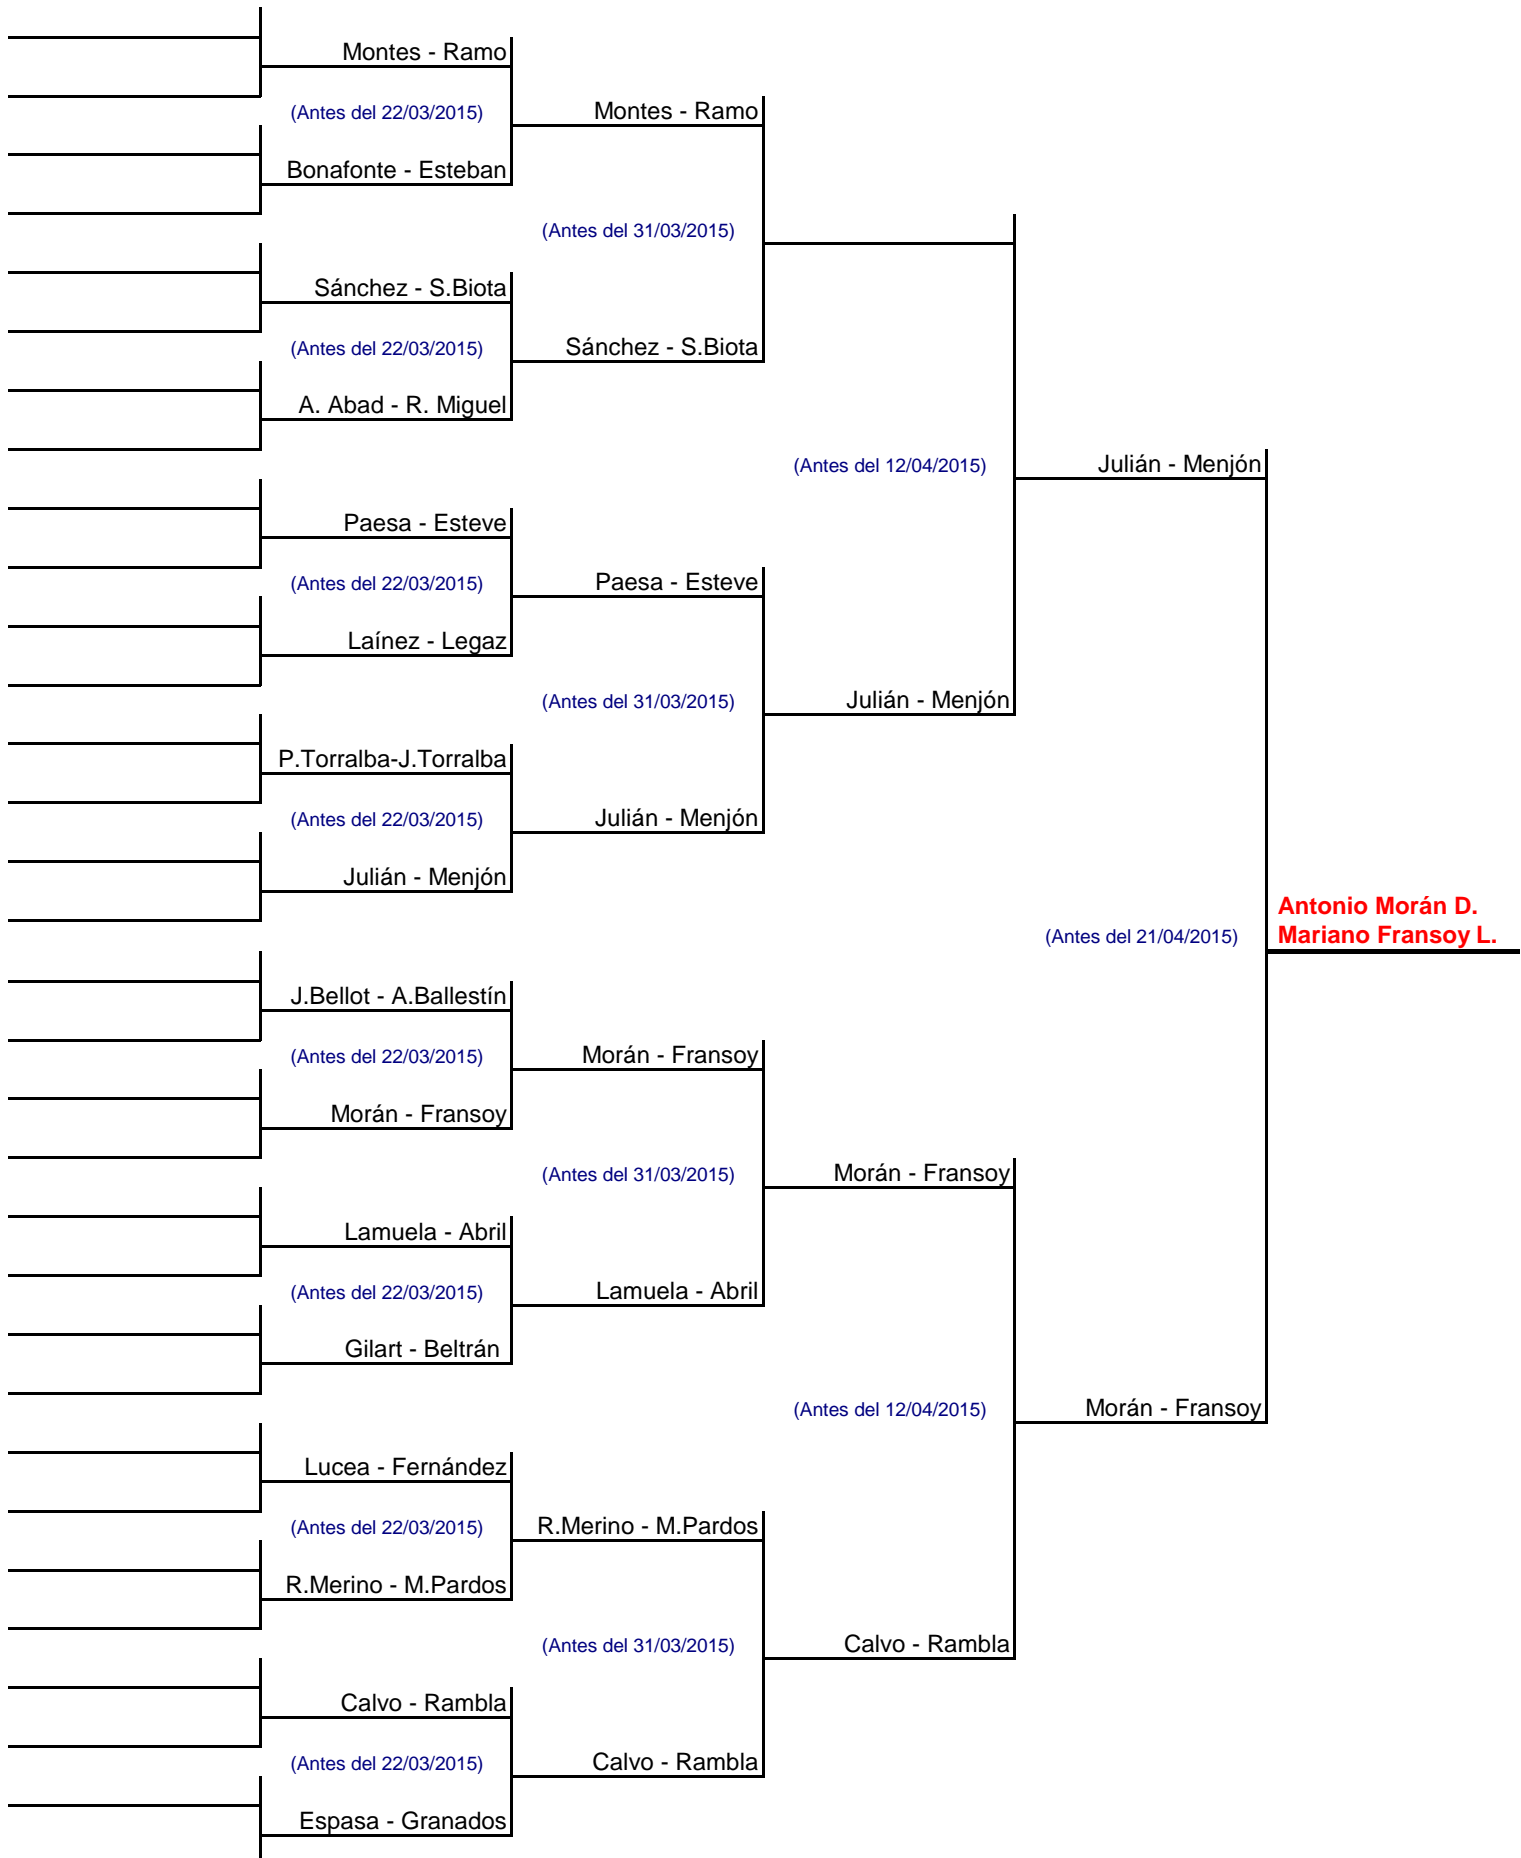 Montes - Ramo
(Antes del 22/03/2015)
Montes - Ramo
Bonafonte - Esteban
(Antes del 31/03/2015)
Sánchez - S.Biota
(Antes del 22/03/2015)
Sánchez - S.Biota
A. Abad - R. Miguel
(Antes del 12/04/2015)
Julián - Menjón
Paesa - Esteve
(Antes del 22/03/2015)
Paesa - Esteve
Laínez - Legaz
(Antes del 31/03/2015)
Julián - Menjón
P.Torralba-J.Torralba
(Antes del 22/03/2015)
Julián - Menjón
Julián - Menjón
Antonio Morán D.
(Antes del 21/04/2015)
Mariano Fransoy L.
J.Bellot - A.Ballestín
(Antes del 22/03/2015)
Morán - Fransoy
Morán - Fransoy
(Antes del 31/03/2015)
Morán - Fransoy
Lamuela - Abril
(Antes del 22/03/2015)
Lamuela - Abril
Gilart - Beltrán
(Antes del 12/04/2015)
Morán - Fransoy
Lucea - Fernández
(Antes del 22/03/2015)
R.Merino - M.Pardos
R.Merino - M.Pardos
(Antes del 31/03/2015)
Calvo - Rambla
Calvo - Rambla
(Antes del 22/03/2015)
Calvo - Rambla
Espasa - Granados